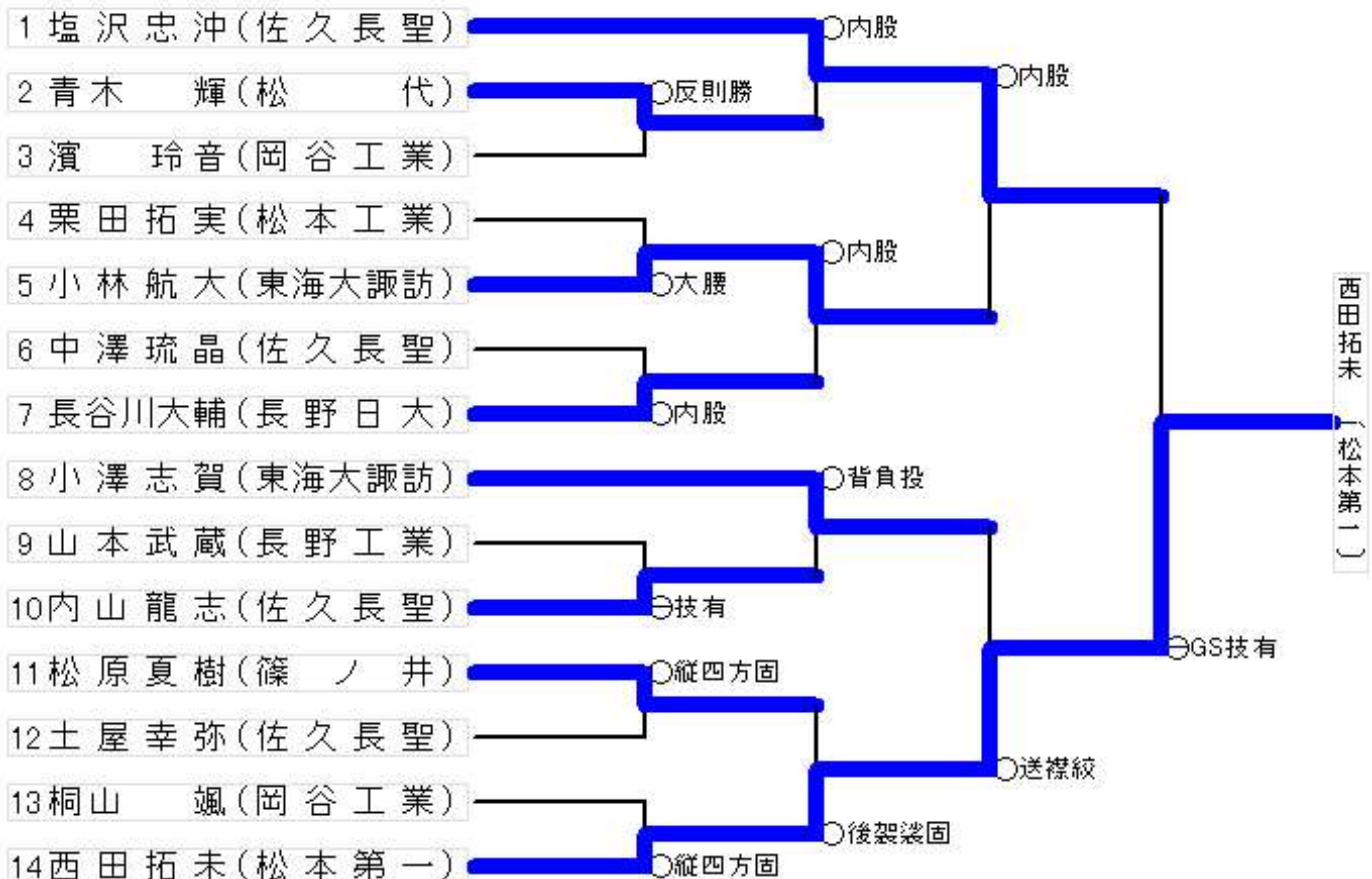 1 塩沢忠沖(佐久長聖)
○内股
○内股
2 青木 輝(松 代)
○反則勝
3 濱 玲音(岡谷工業)
4 栗田拓実(松本工業)
○内股
5 小林航大(東海大諏訪)
○大腰
6 中澤琉晶(佐久長聖)
7 長谷川大輔(長野日大)
○内股
西田拓未 (松本第一)
8 小澤志賀(東海大諏訪)
○背負投
9 山本武蔵(長野工業)
10 内山龍志(佐久長聖)
⊖技有
⊖GS技有
11 松原夏樹(篠ノ井)
○縦四方固
12 土屋幸弥(佐久長聖)
○送襟絞
13 桐山 颯(岡谷工業)
○後袈裟固
14 西田拓未(松本第一)
○縦四方固